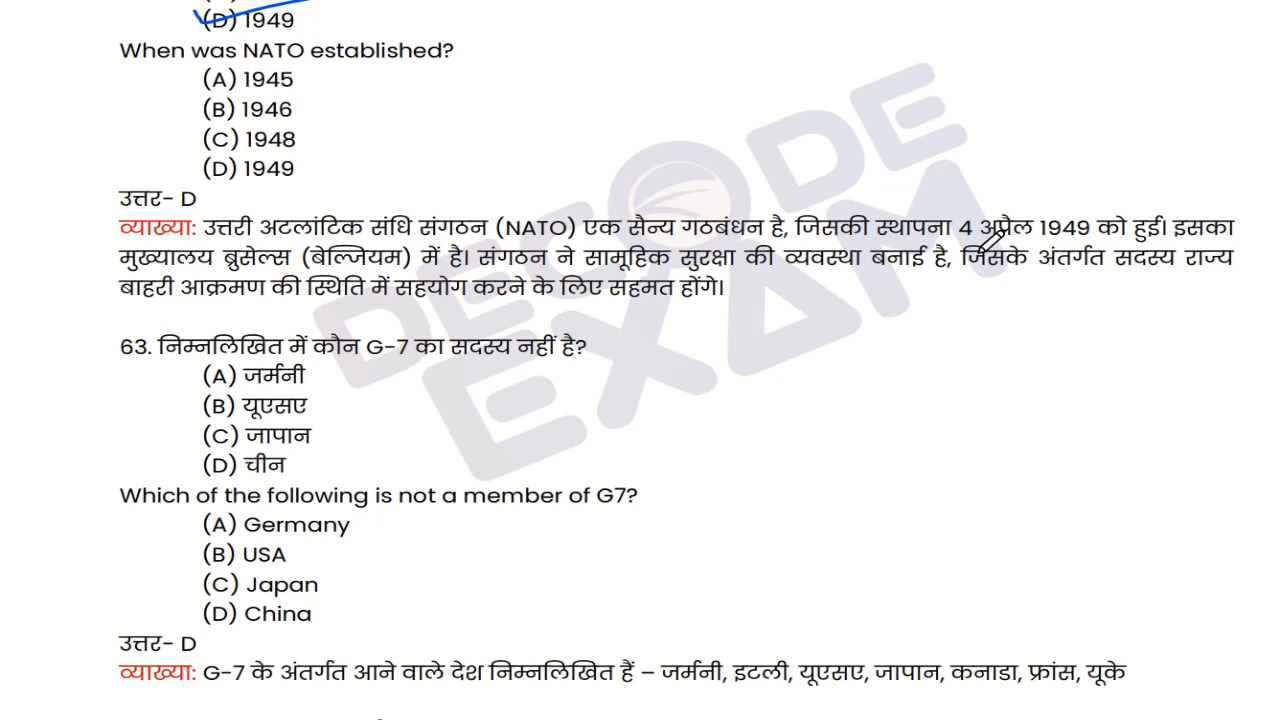 (D) 1949
When was NATO established?
(A) 1945
(B) 1946
(C) 1948
(D) 1949
उत्तर- D
व्याख्या: उत्तरी अटलांटिक संधि संगठन (NATO) एक सैन्य गठबंधन है, जिसकी स्थापना 4 अप्रैल 1949 को हुई। इसका
मुख्यालय ब्रुसेल्स (बेल्जियम) में है। संगठन ने सामूहिक सुरक्षा की व्यवस्था बनाई है, जिसके अंतर्गत सदस्य राज्य
बाहरी आक्रमण की स्थिति में सहयोग करने के लिए सहमत होंगे।
63. निम्नलिखित में कौन G-7 का सदस्य नहीं है?
(A) जर्मनी
(B) यूएसए
(C) जापान
(D) चीन
Which of the following is not a member of G7?
(A) Germany
(B) USA
(C) Japan
(D) China
उत्तर- D
व्याख्या: G-7 के अंतर्गत आने वाले देश निम्नलिखित हैं – जर्मनी, इटली, यूएसए, जापान, कनाडा, फ्रांस, यूके
DECODE
EXAM